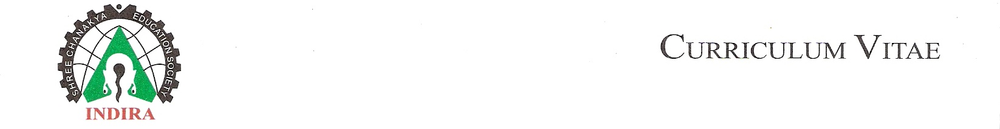 SHREE CHANAKYA EDUCATION SOCIETY
INDIRA
CURRICULUM VITAE